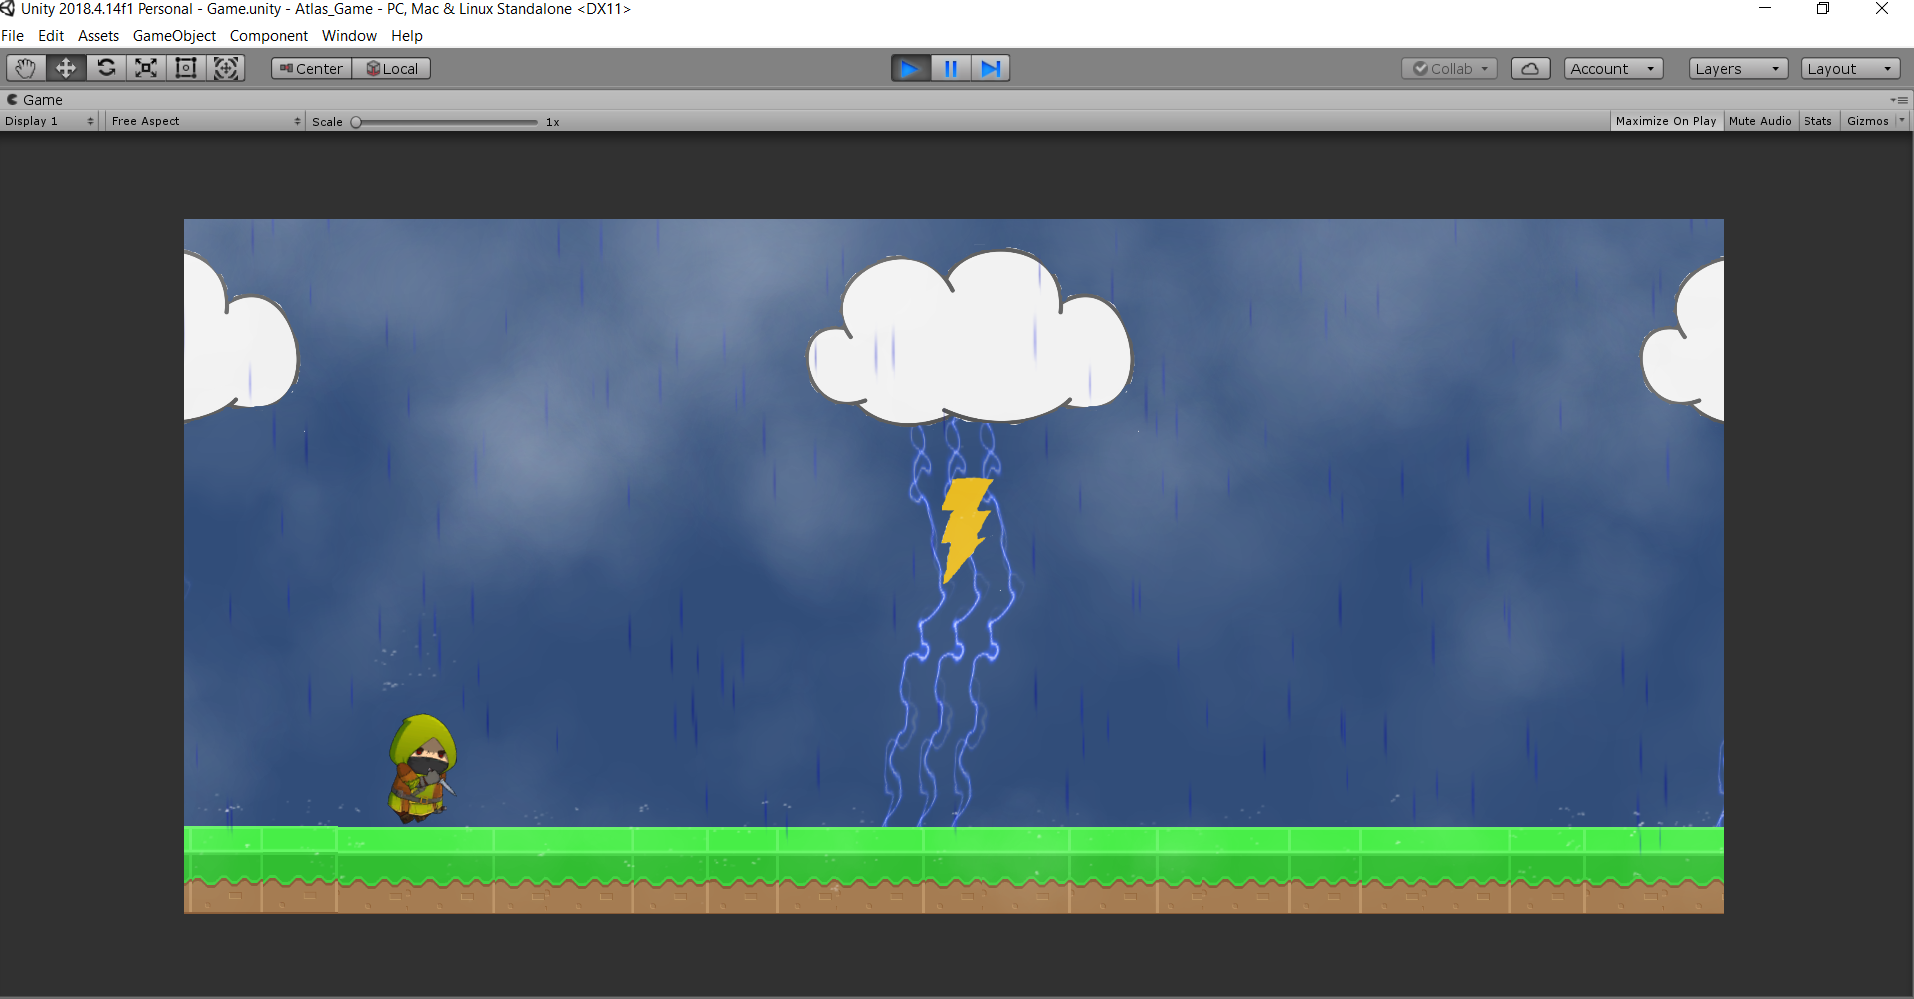 Unity 2018.4.14f1 Personal - Game.unity - Atlas_Game - PC, Mac & Linux Standalone <DX11>
File Edit Assets GameObject Component Window Help
Center Local Collab Account Layers Layout
Game
Display 1 Free Aspect Scale 1x Maximize On Play Mute Audio Stats Gizmos